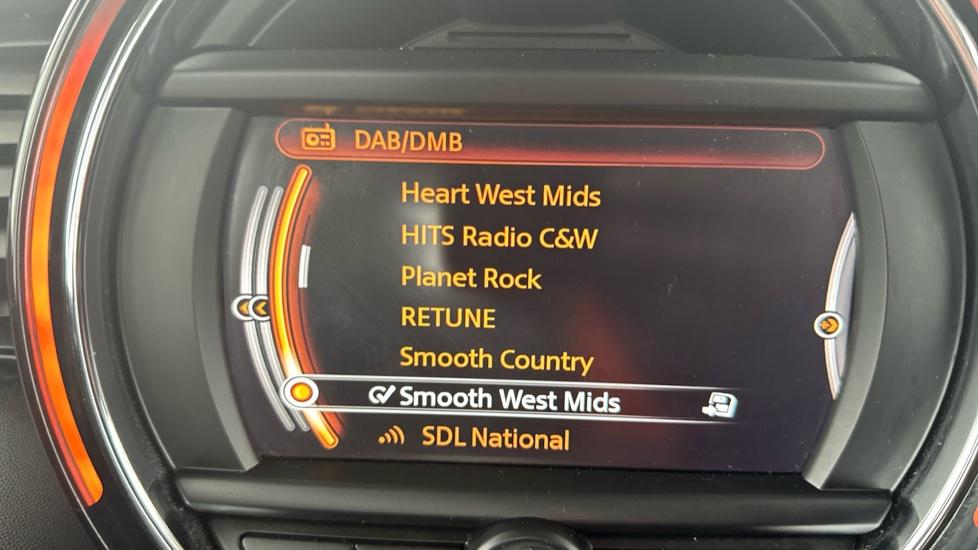 DAB/DMB
Heart West Mids
HITS Radio C&W
Planet Rock
RETUNE
Smooth Country
Smooth West Mids
SDL National